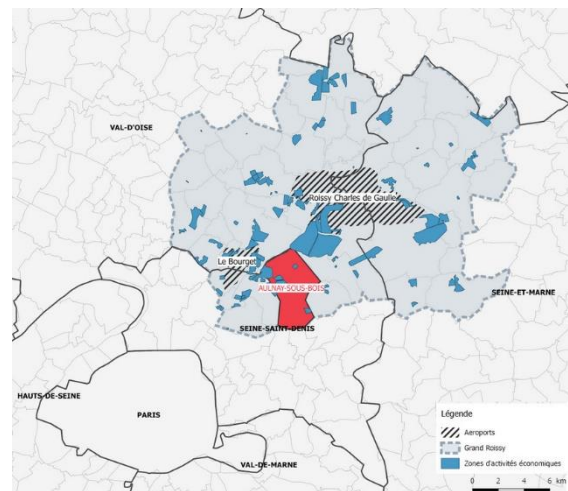 VAL-D'OISE
Roissy Charles de Gaulle
Le Bourget
AULNAY-SOUS-BOIS
SEINE-ET-MARNE
SEINE-SAINT-DENIS
HAUTS-DE-SEINE
PARIS
VAL-DE-MARNE
Légende
Aeroports
Grand Roissy
Zones d'activités économiques
0 2 4 6 km